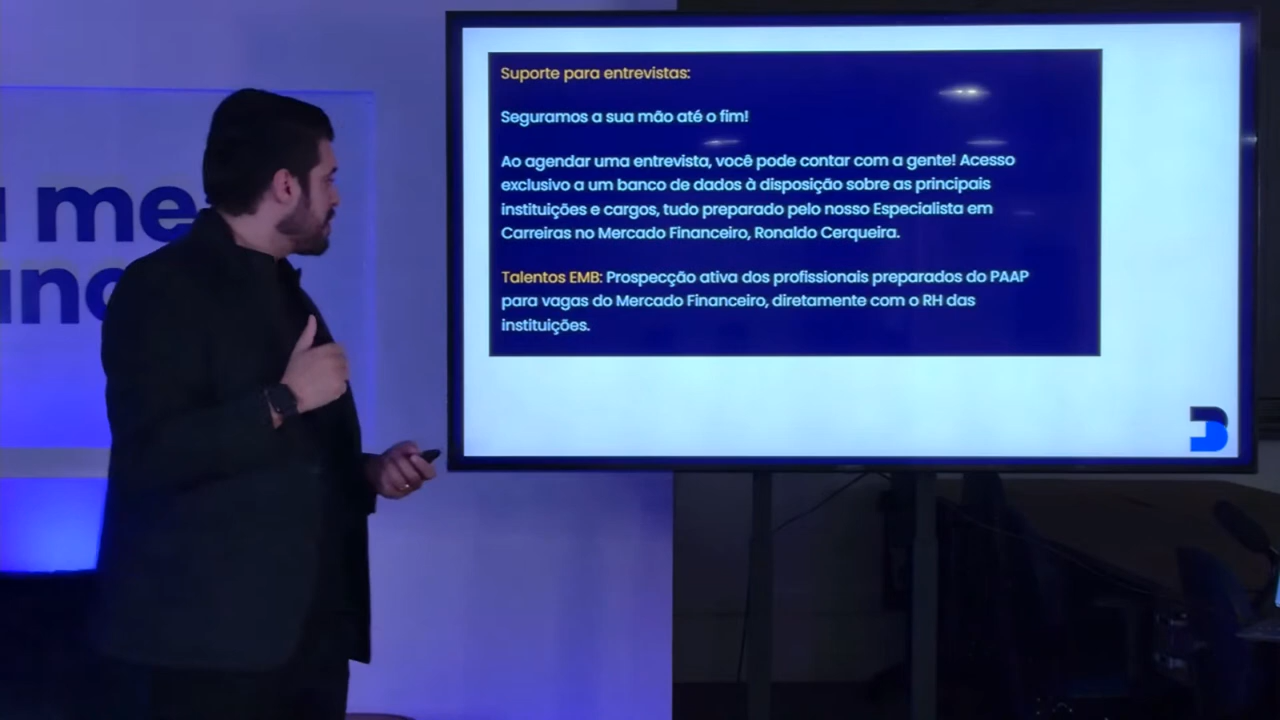 me
Suporte para entrevistas:
Seguramos a sua mão até o fim!
Ao agendar uma entrevista, você pode contar com a gente! Acesso
exclusivo a um banco de dados à disposição sobre as principais
instituições e cargos, tudo preparado pelo nosso Especialista em
Carreiras no Mercado Financeiro, Ronaldo Cerqueira.
Talentos EMB: Prospecção ativa dos profissionais preparados do PAAP
para vagas do Mercado Financeiro, diretamente com o RH das
instituições.